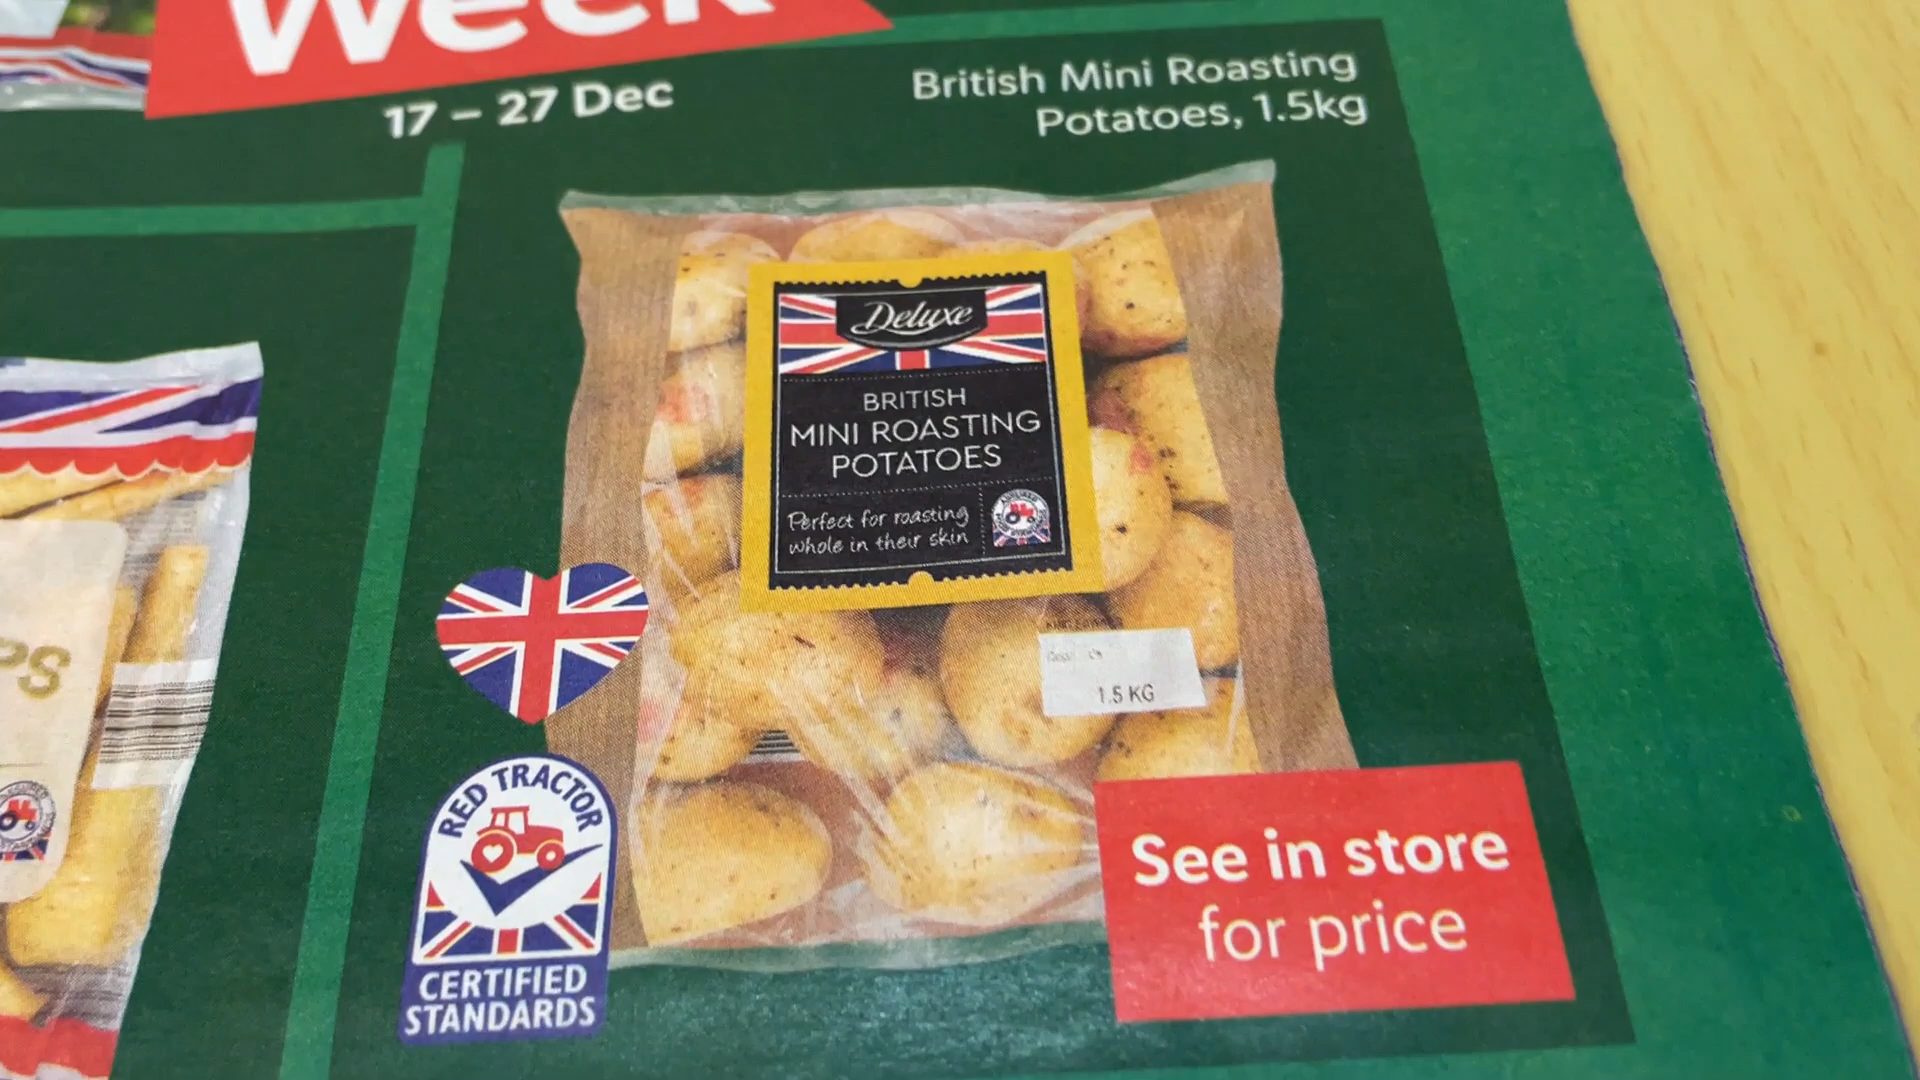 Week
17 – 27 Dec
British Mini Roasting
Potatoes, 1.5kg
Deluxe
BRITISH
MINI ROASTING
POTATOES
Perfect for roasting
whole in their skin
1.5 KG
PS
RED TRACTOR
CERTIFIED
STANDARDS
See in store
for price